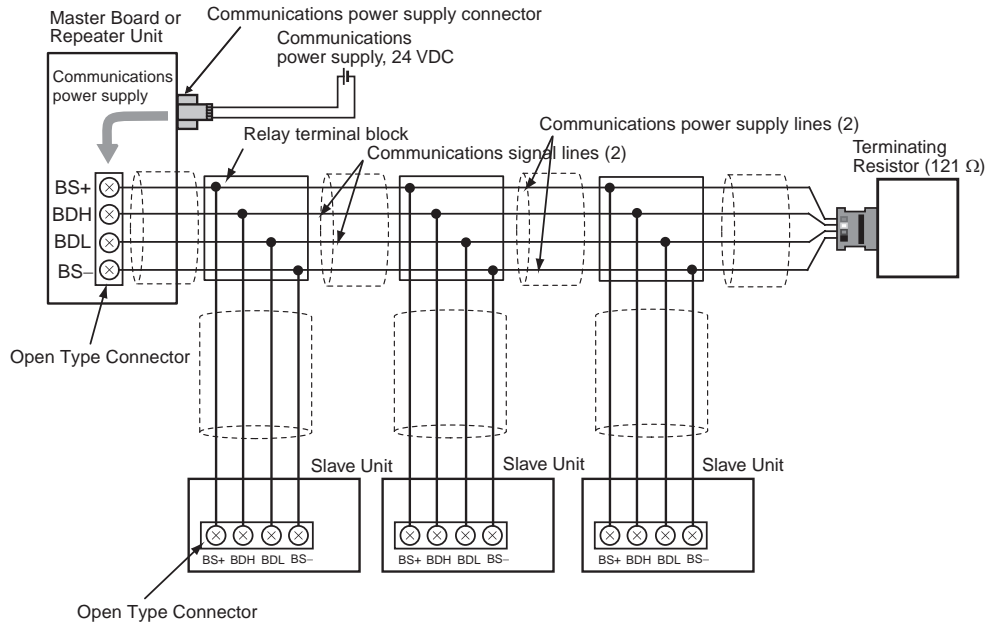 Master Board or
Repeater Unit
Communications power supply connector
Communications
power supply, 24 VDC
Communications
power supply
Relay terminal block
Communications signal lines (2)
Communications power supply lines (2)
Terminating
Resistor (121 Ω)
BS+
BDH
BDL
BS−
Open Type Connector
Slave Unit
Slave Unit
Slave Unit
BS+ BDH BDL BS−
BS+ BDH BDL BS−
BS+ BDH BDL BS−
Open Type Connector